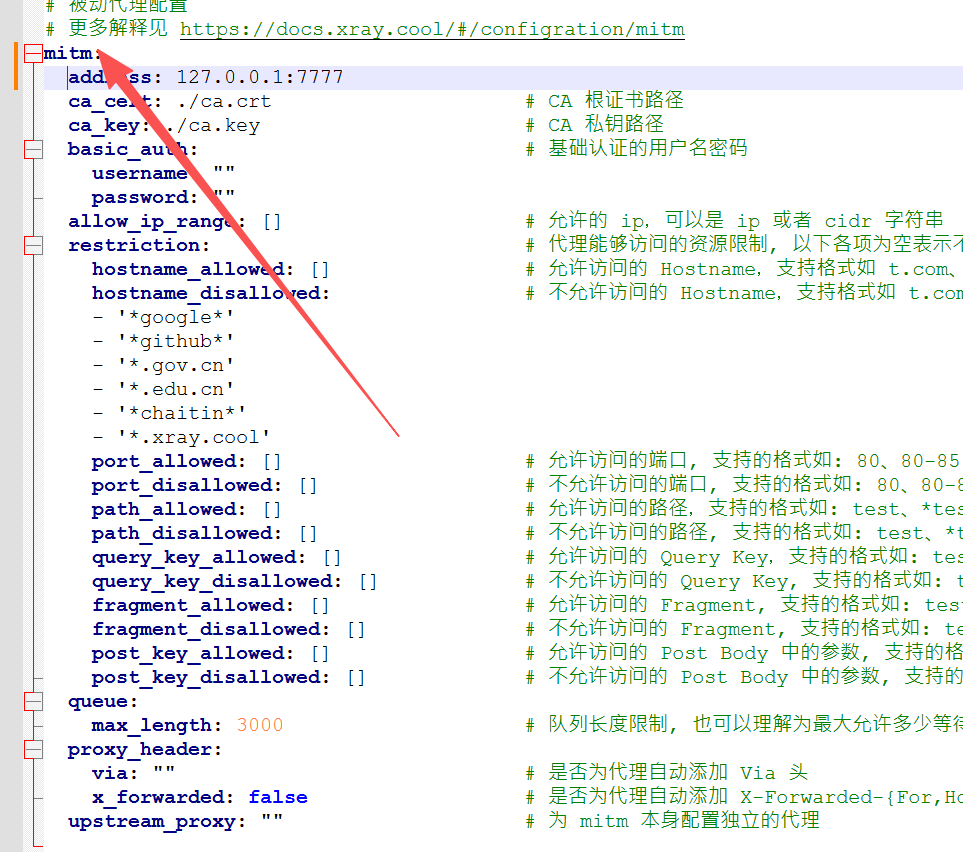 # 被动代理配置
# 更多解释见 https://docs.xray.cool/#/configration/mitm
mitm:
address: 127.0.0.1:7777
ca_cert: ./ca.crt # CA 根证书路径
ca_key: ./ca.key # CA 私钥路径
basic_auth: # 基础认证的用户名密码
username: ""
password: ""
allow_ip_range: [] # 允许的 ip，可以是 ip 或者 cidr 字符串
restriction: # 代理能够访问的资源限制, 以下各项为空表示不
hostname_allowed: [] # 允许访问的 Hostname，支持格式如 t.com、
hostname_disallowed: # 不允许访问的 Hostname，支持格式如 t.com
- '*google*'
- '*github*'
- '*.gov.cn'
- '*.edu.cn'
- '*chaitin*'
- '*.xray.cool'
port_allowed: [] # 允许访问的端口, 支持的格式如: 80、80-85
port_disallowed: [] # 不允许访问的端口, 支持的格式如: 80、80-8
path_allowed: [] # 允许访问的路径，支持的格式如: test、*tes
path_disallowed: [] # 不允许访问的路径, 支持的格式如: test、*t
query_key_allowed: [] # 允许访问的 Query Key，支持的格式如: tes
query_key_disallowed: [] # 不允许访问的 Query Key, 支持的格式如: t
fragment_allowed: [] # 允许访问的 Fragment, 支持的格式如: test
fragment_disallowed: [] # 不允许访问的 Fragment, 支持的格式如: te
post_key_allowed: [] # 允许访问的 Post Body 中的参数, 支持的格
post_key_disallowed: [] # 不允许访问的 Post Body 中的参数, 支持的
queue:
max_length: 3000 # 队列长度限制, 也可以理解为最大允许多少等待
proxy_header:
via: "" # 是否为代理自动添加 Via 头
x_forwarded: false # 是否为代理自动添加 X-Forwarded-{For,Ho
upstream_proxy: "" # 为 mitm 本身配置独立的代理